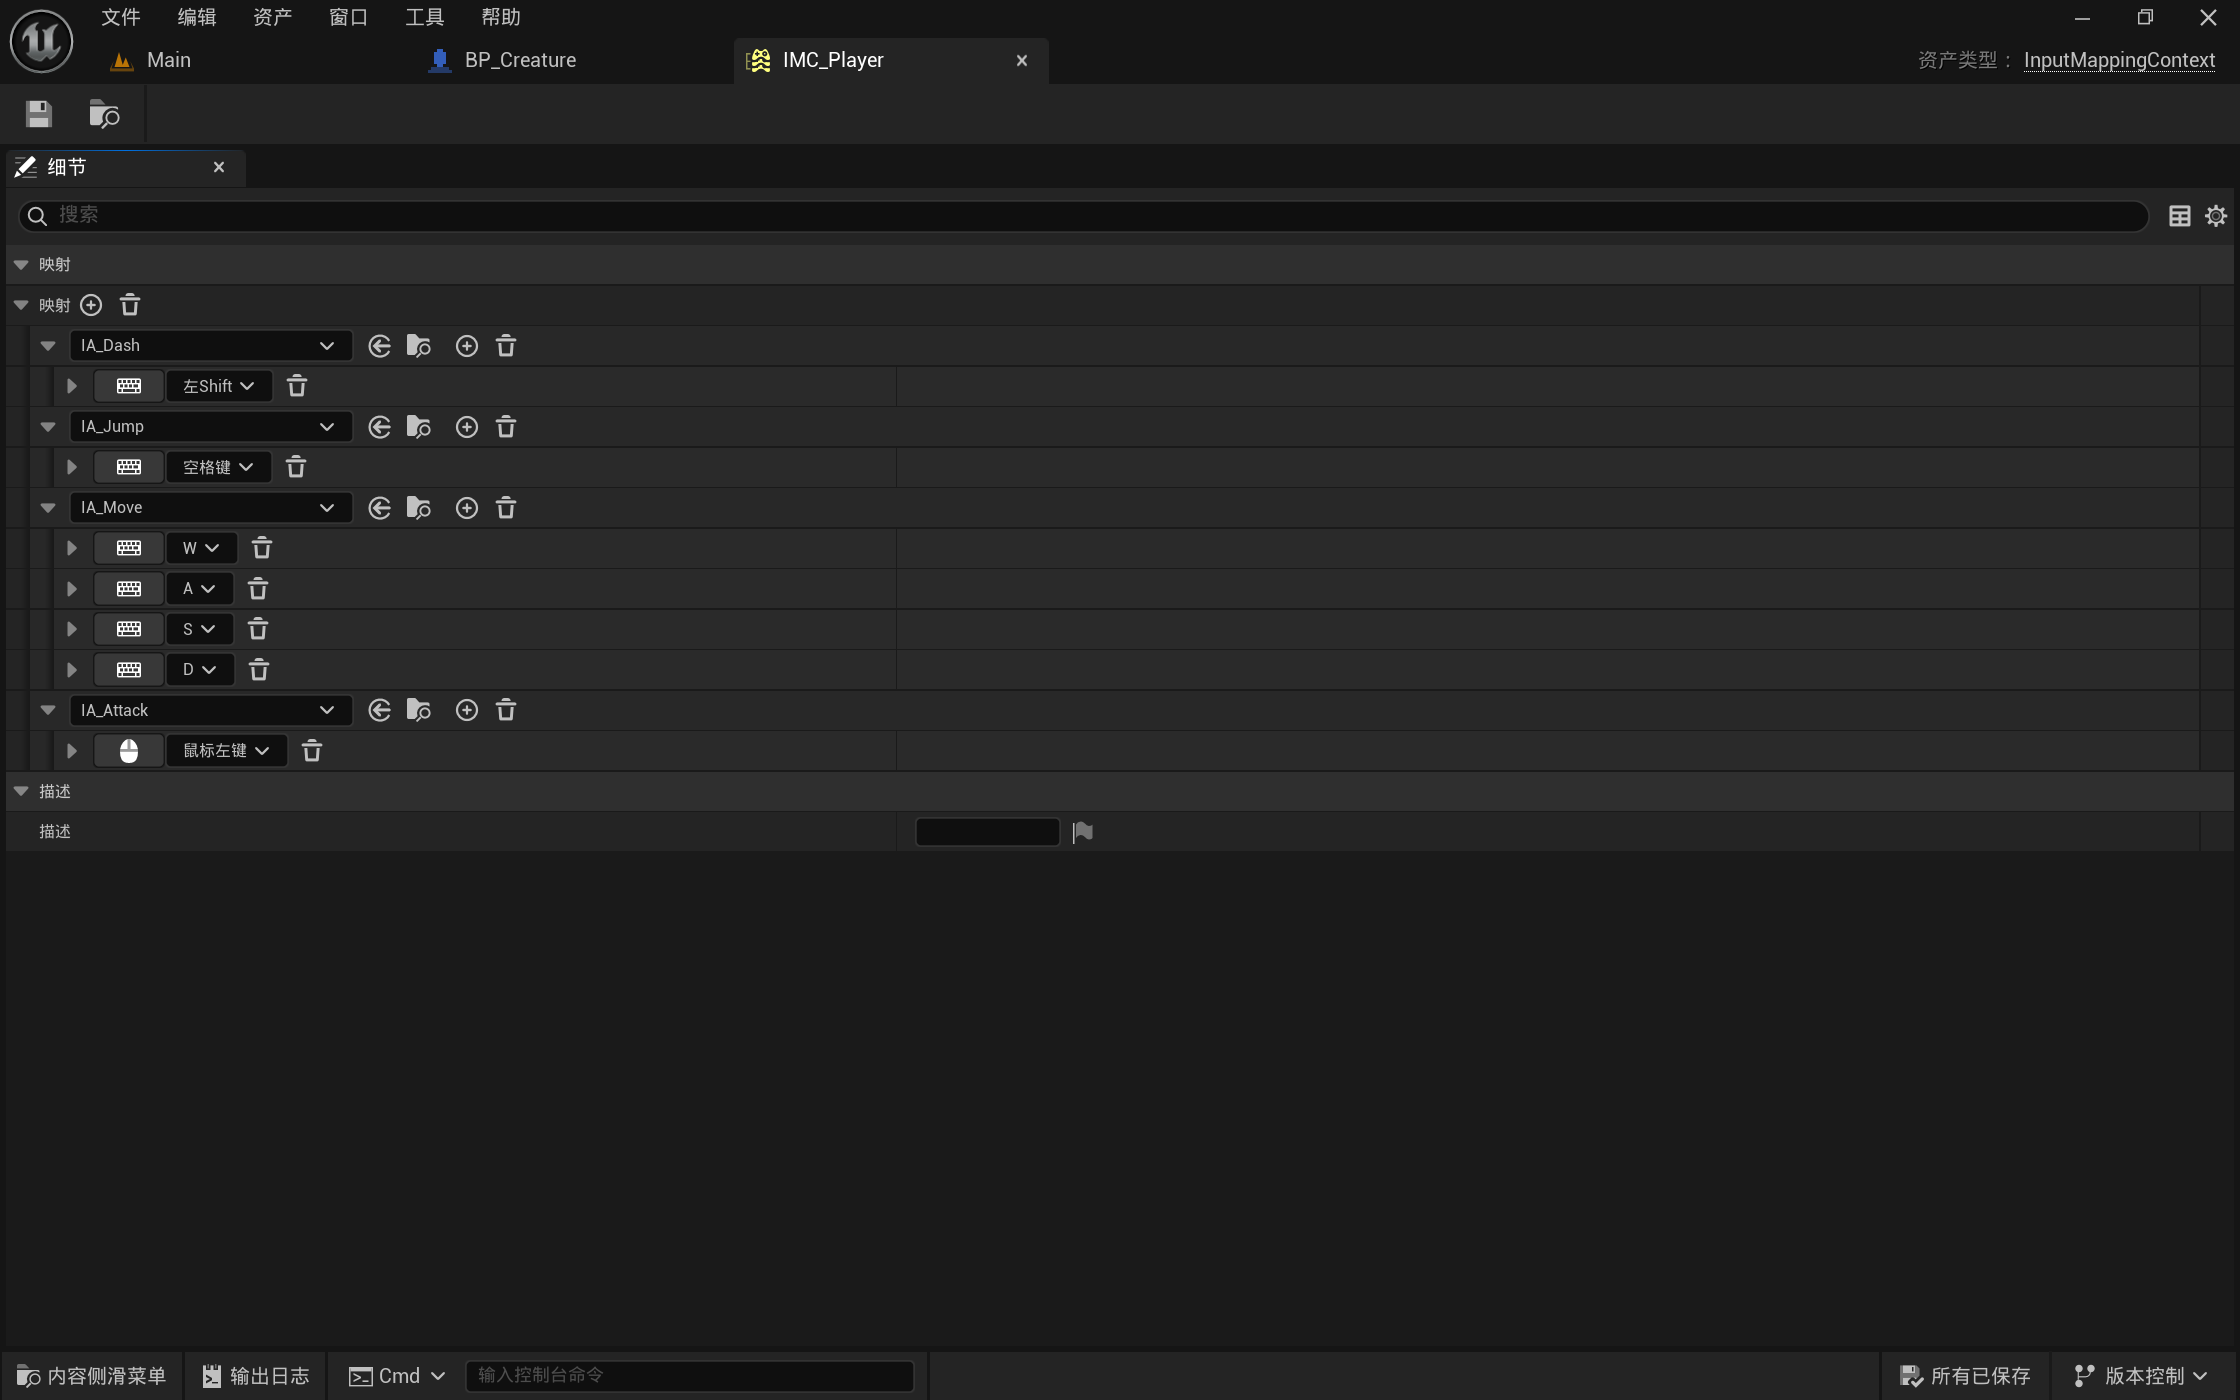 文件 编辑 资产 窗口 工具 帮助
Main BP_Creature IMC_Player 资产类型： InputMappingContext
细节
搜索
映射
映射
IA_Dash
左Shift
IA_Jump
空格键
IA_Move
W
A
S
D
IA_Attack
鼠标左键
描述
描述
内容侧滑菜单 输出日志 Cmd 输入控制台命令 所有已保存 版本控制